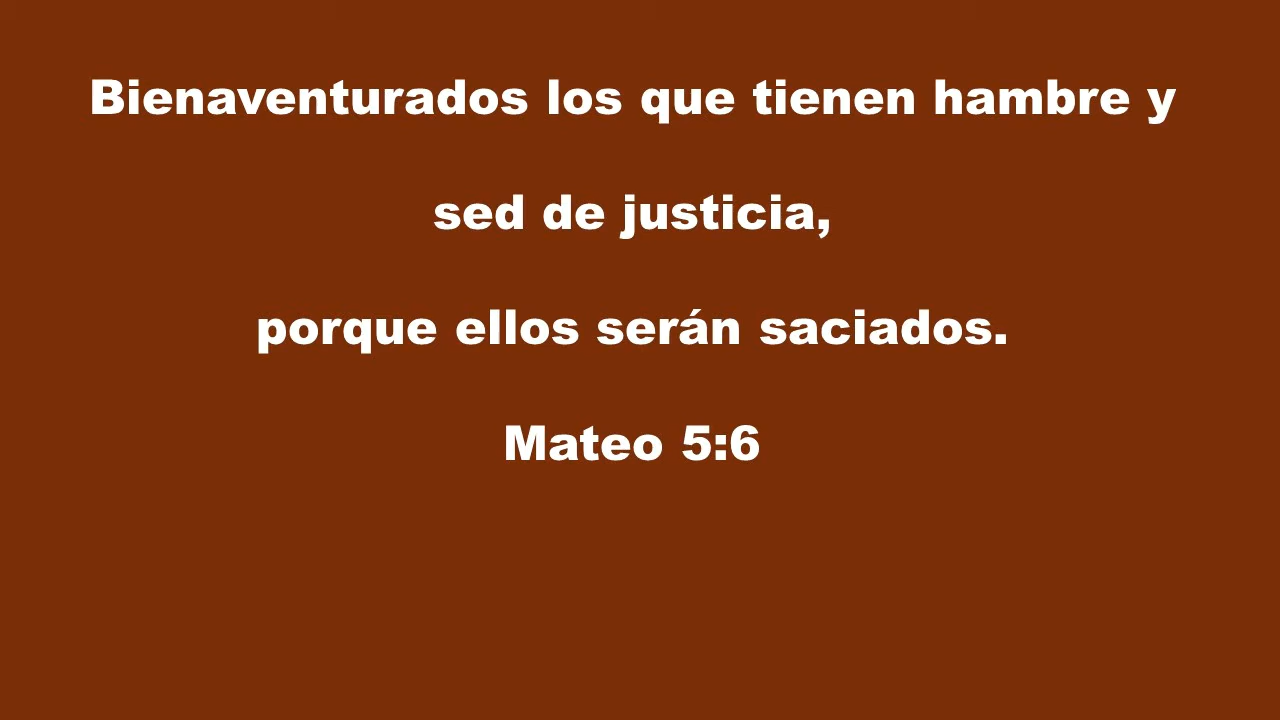 Bienaventurados los que tienen hambre y
sed de justicia,
porque ellos serán saciados.
Mateo 5:6